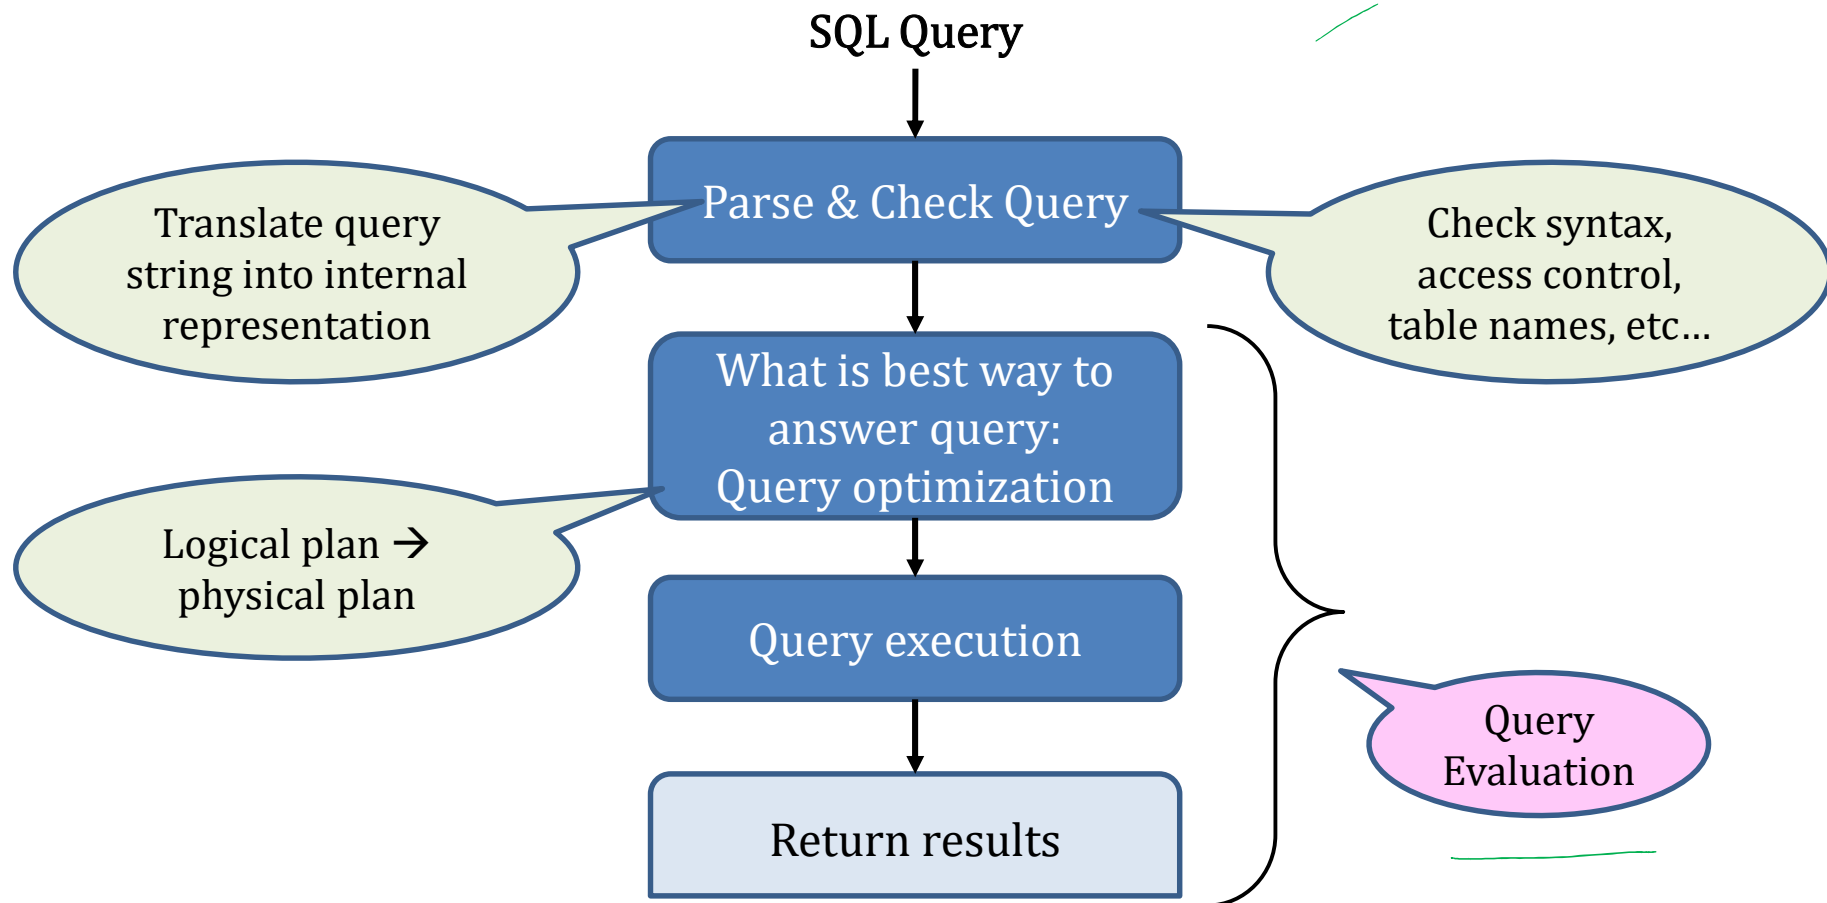 SQL Query
Parse & Check Query
Translate query
string into internal
representation
Check syntax,
access control,
table names, etc…
What is best way to
answer query:
Query optimization
Logical plan →
physical plan
Query execution
Query
Evaluation
Return results